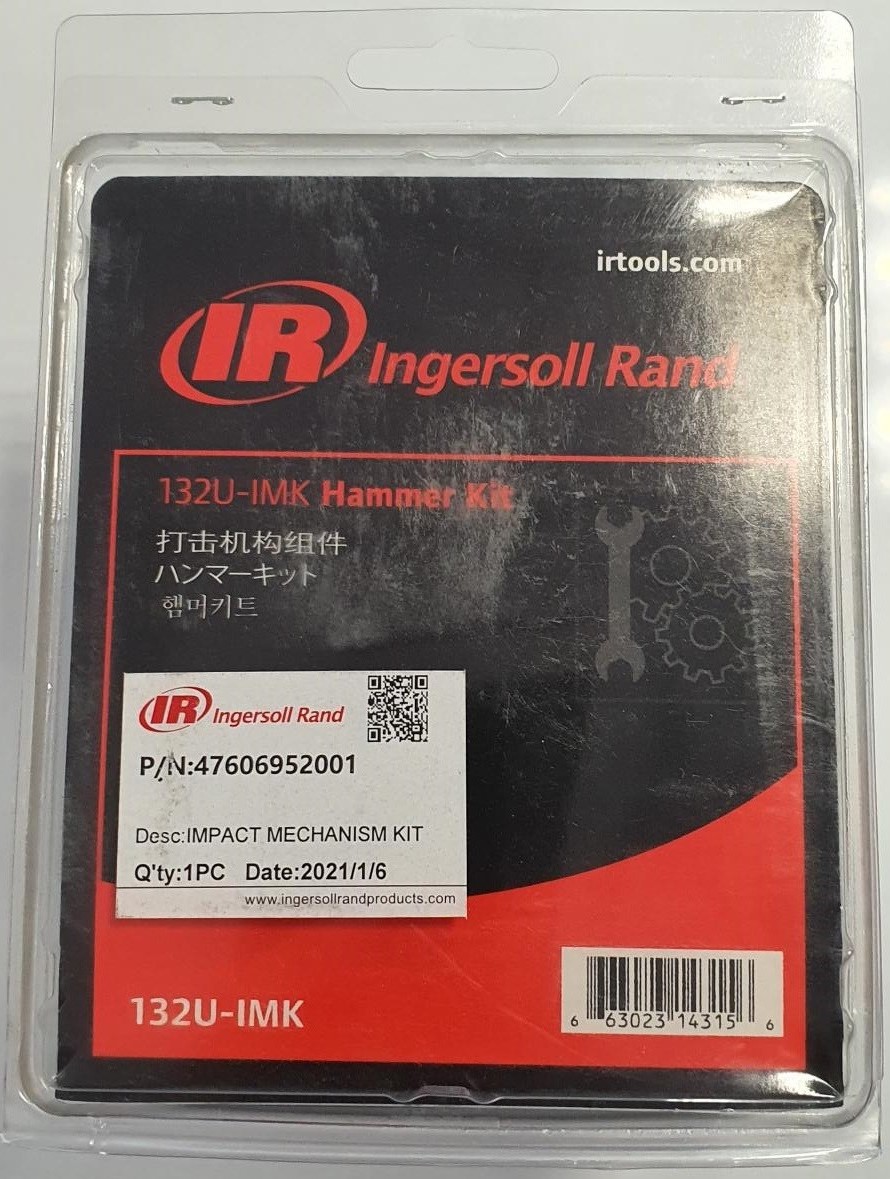 irtools.com
IR Ingersoll Rand
132U-IMK Hammer Kit
打击机构组件
ハンマーキット
햄머키트
IR Ingersoll Rand
P/N:47606952001
Desc:IMPACT MECHANISM KIT
Q'ty:1PC Date:2021/1/6
www.ingersollrandproducts.com
132U-IMK
6 63023 14315 6